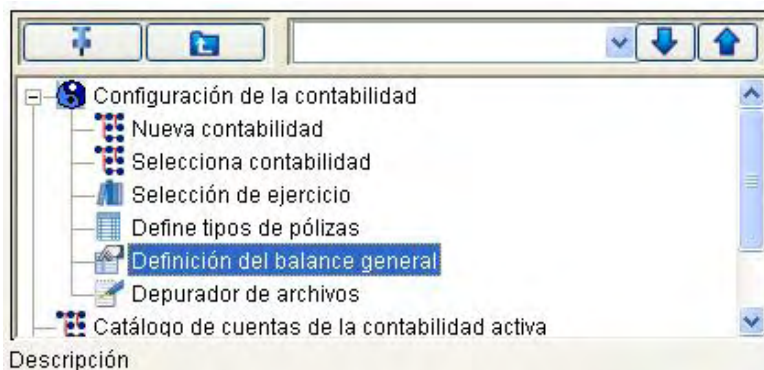 Configuración de la contabilidad
Nueva contabilidad
Selecciona contabilidad
Selección de ejercicio
Define tipos de pólizas
Definición del balance general
Depurador de archivos
Catálogo de cuentas de la contabilidad activa
Descripción